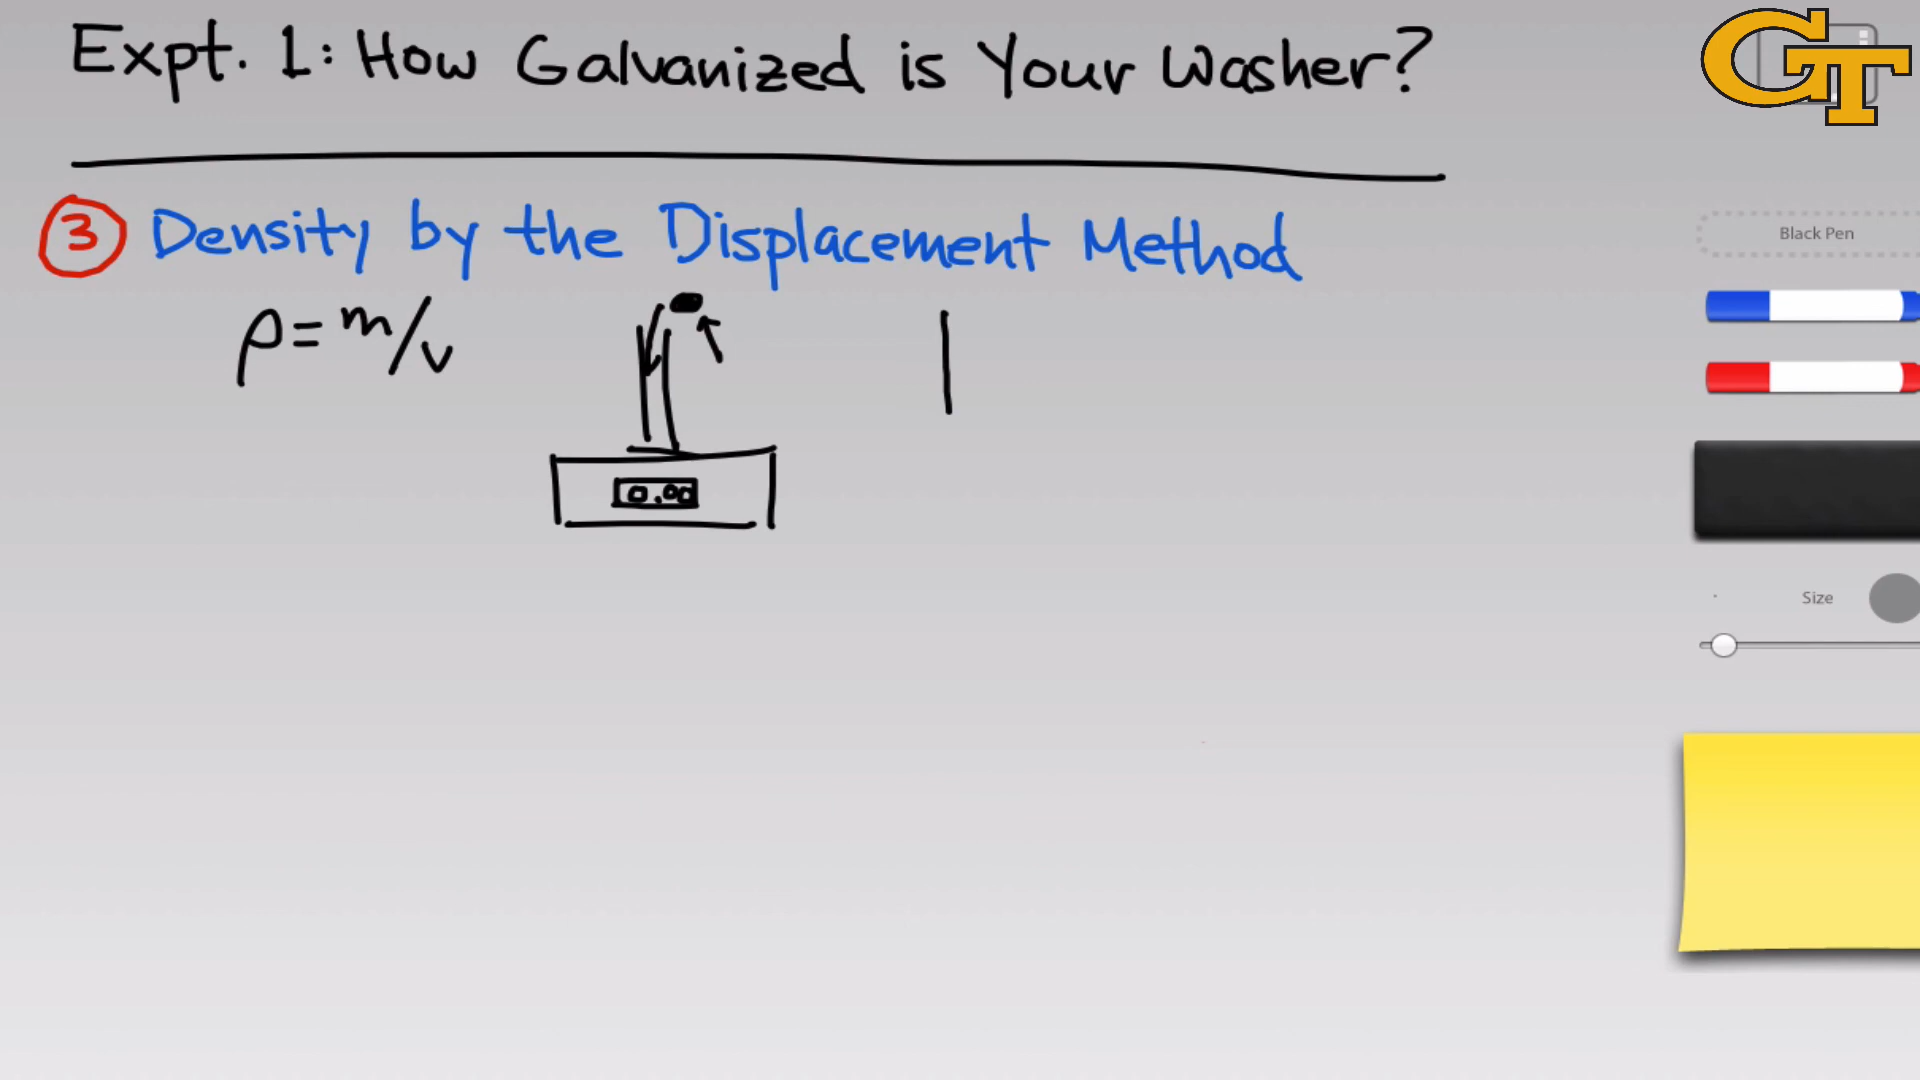 Expt. 1: How Galvanized is Your Washer?
GT
3 Density by the Displacement Method
Black Pen
ρ = m/v
0.00
Size